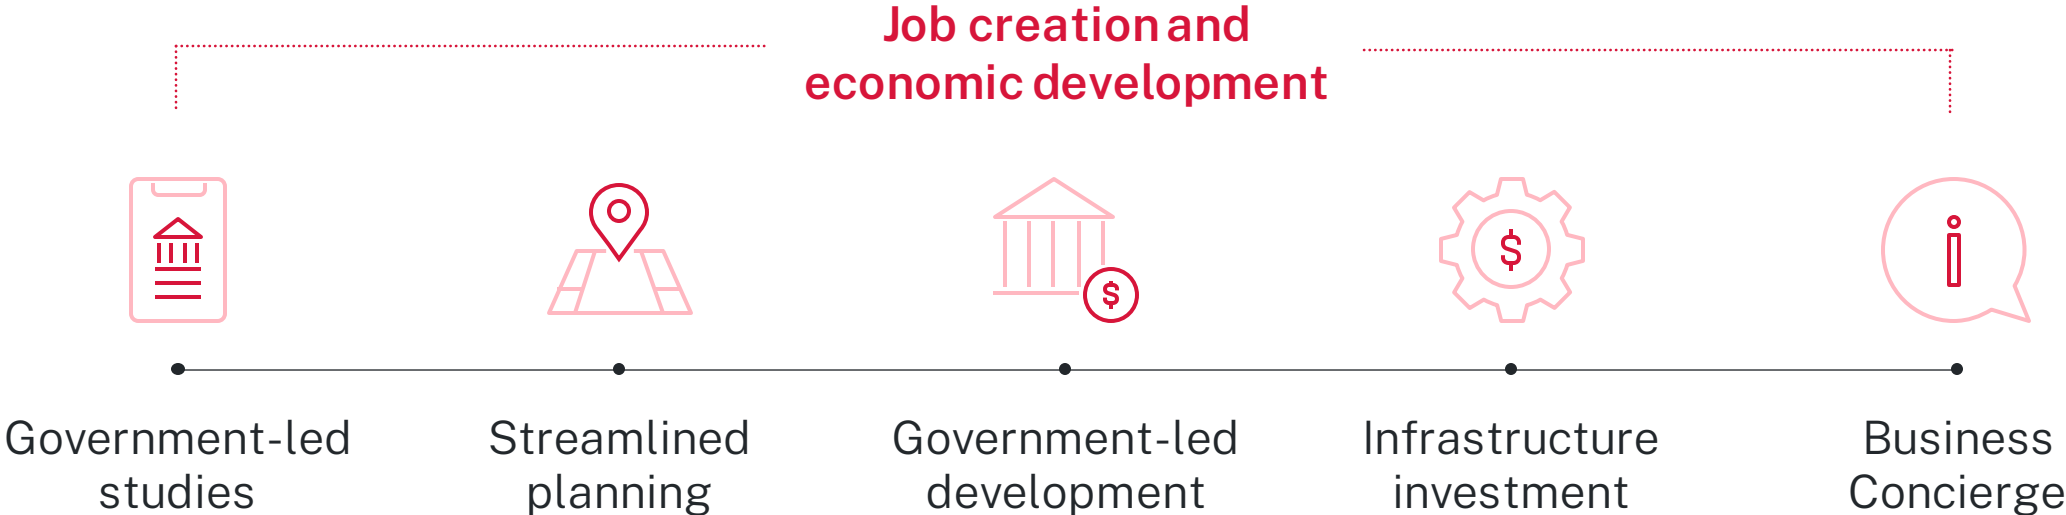 Job creation and
economic development
$
$
i
Government-led
studies
Streamlined
planning
Government-led
development
Infrastructure
investment
Business
Concierge